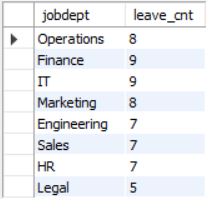 jobdept leave_cnt
Operations 8
Finance 9
IT 9
Marketing 8
Engineering 7
Sales 7
HR 7
Legal 5